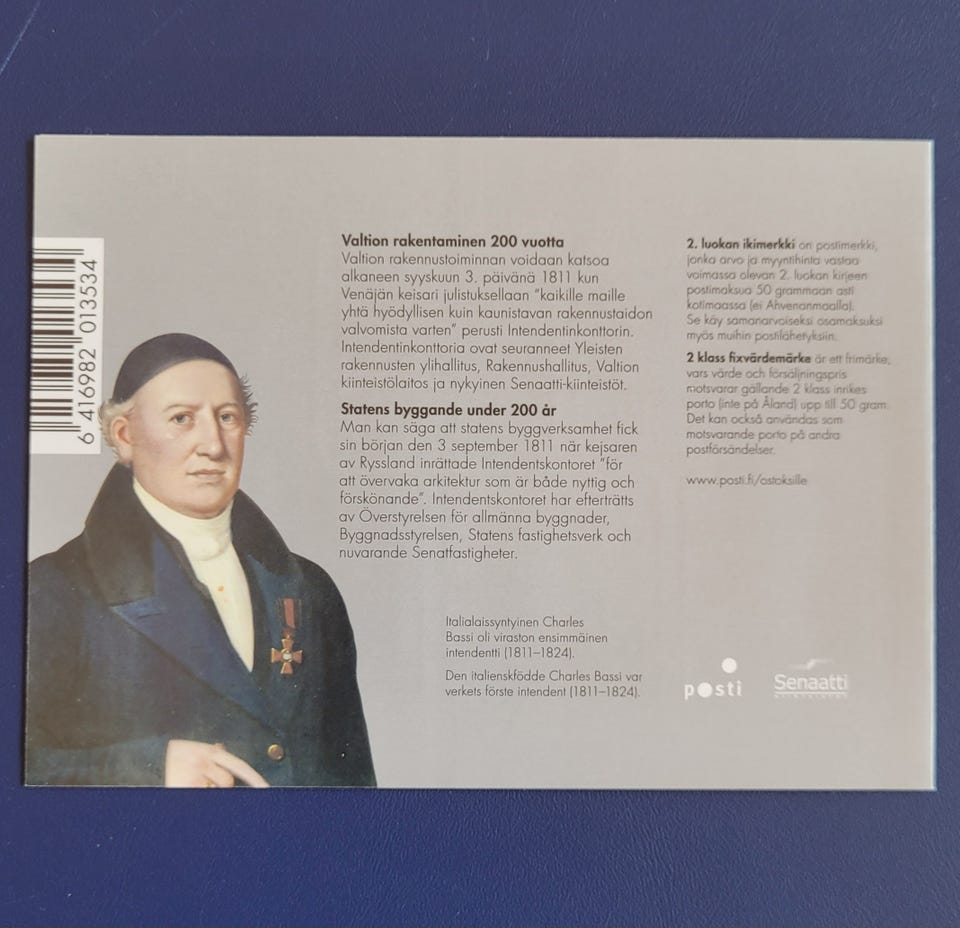 6 416982 013534
Valtion rakentaminen 200 vuotta
Valtion rakennustoiminnan voidaan katsoa
alkaneen syyskuun 3. päivänä 1811 kun
Venäjän keisari julistuksellaan "kaikille maille
yhtä hyödyllisen kuin kaunistavan rakennustaidon
valvomista varten" perusti Intendentinkonttorin.
Intendentinkonttoria ovat seuranneet Yleisten
rakennusten ylihallitus, Rakennushallitus, Valtion
kiinteistölaitos ja nykyinen Senaatti-kiinteistöt.
Statens byggande under 200 år
Man kan säga att statens byggverksamhet fick
sin början den 3 september 1811 när kejsaren
av Ryssland inrättade Intendentskontoret "för
att övervaka arkitektur som är både nyttig och
förskönande". Intendentskontoret har efterträtts
av Överstyrelsen för allmänna byggnader,
Byggnadsstyrelsen, Statens fastighetsverk och
nuvarande Senatfastigheter.
Italialaissyntyinen Charles
Bassi oli viraston ensimmäinen
intendentti (1811–1824).
Den italienskfödde Charles Bassi var
verkets förste intendent (1811–1824).
2. luokan ikimerkki on postimerkki,
jonka arvo ja myyntihinta vastaa
voimassa olevan 2. luokan kirjeen
postimaksua 50 grammaan asti
kotimaassa (ei Ahvenanmaalla).
Se käy samanarvoiseksi osamaksuksi
myös muihin postilähetyksiin.
2 klass fixvärdemärke är ett frimärke,
vars värde och försäljningspris
motsvarar gällande 2 klass inrikes
porto (inte på Åland) upp till 50 gram.
Det kan också användas som
motsvarande porto på andra
postförsändelser.
www.posti.fi/ostoksille
posti
Senaatti